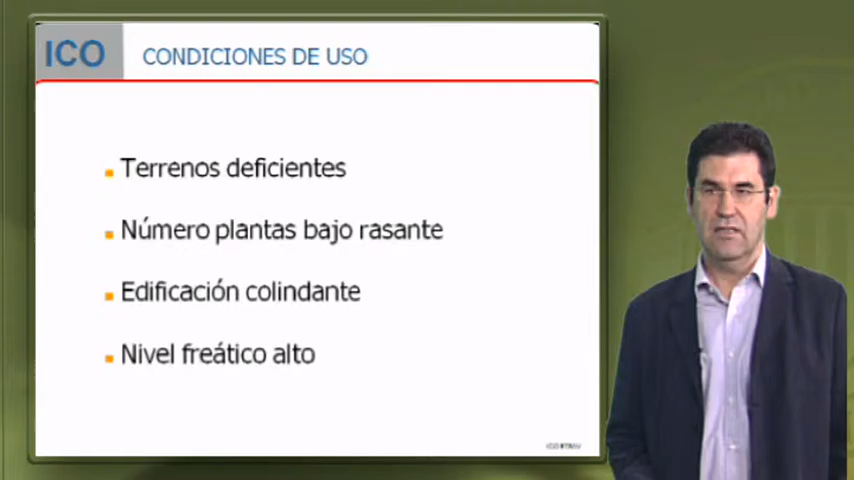 ICO
CONDICIONES DE USO
Terrenos deficientes
Número plantas bajo rasante
Edificación colindante
Nivel freático alto